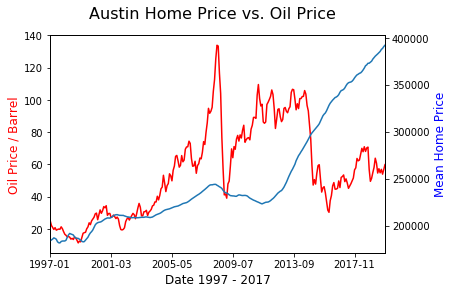 Austin Home Price vs. Oil Price
140
120
100
80
60
40
20
Oil Price / Barrel
400000
350000
300000
250000
200000
Mean Home Price
1997-01 2001-03 2005-05 2009-07 2013-09 2017-11
Date 1997 - 2017